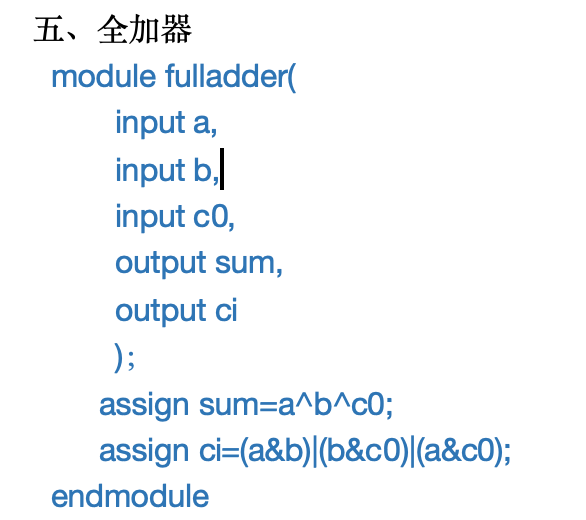 五、全加器
module fulladder(
input a,
input b,
input c0,
output sum,
output ci
);
assign sum=a^b^c0;
assign ci=(a&b)|(b&c0)|(a&c0);
endmodule